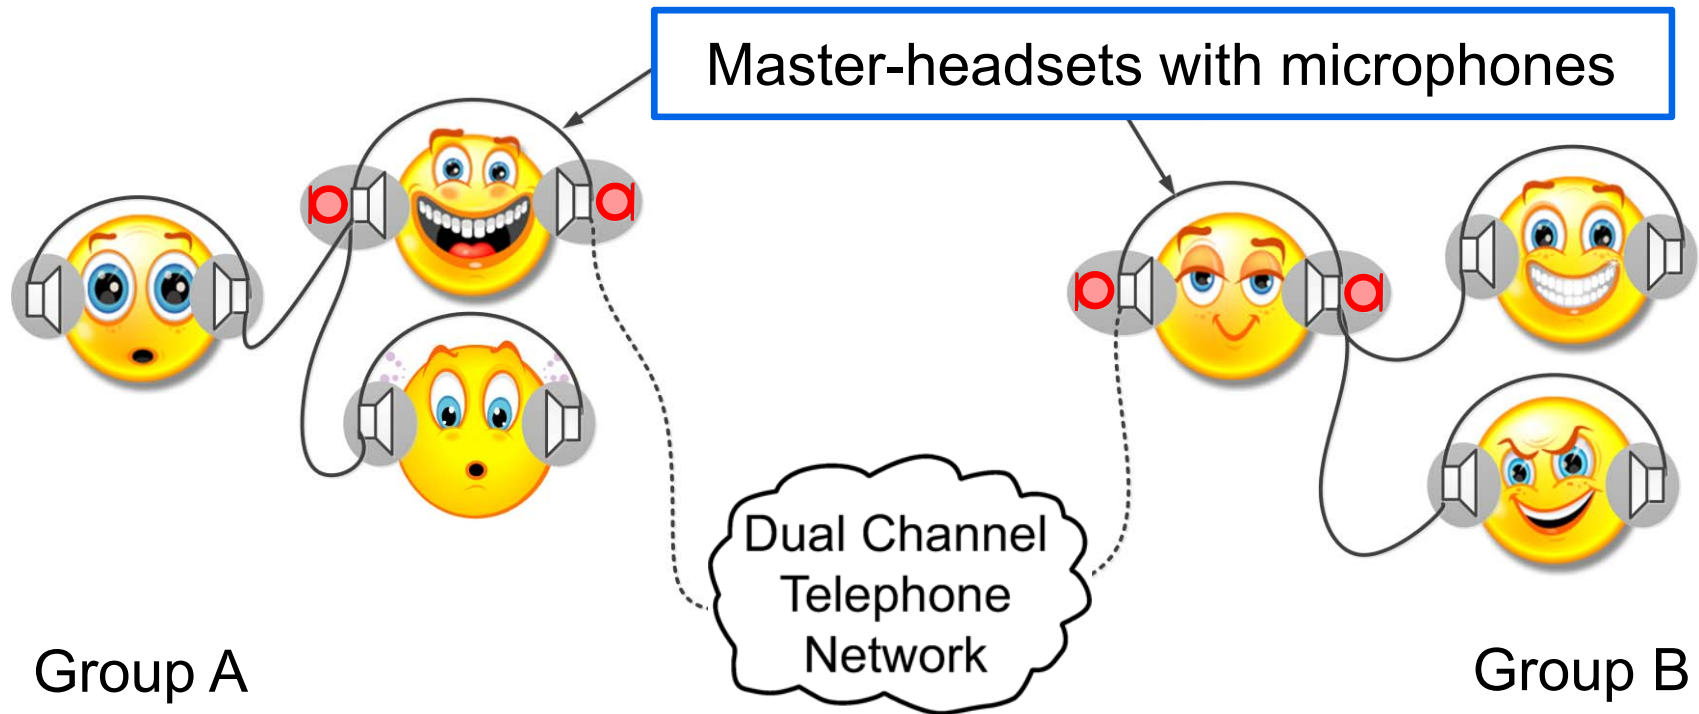 Master-headsets with microphones
Dual Channel
Telephone
Network
Group A
Group B